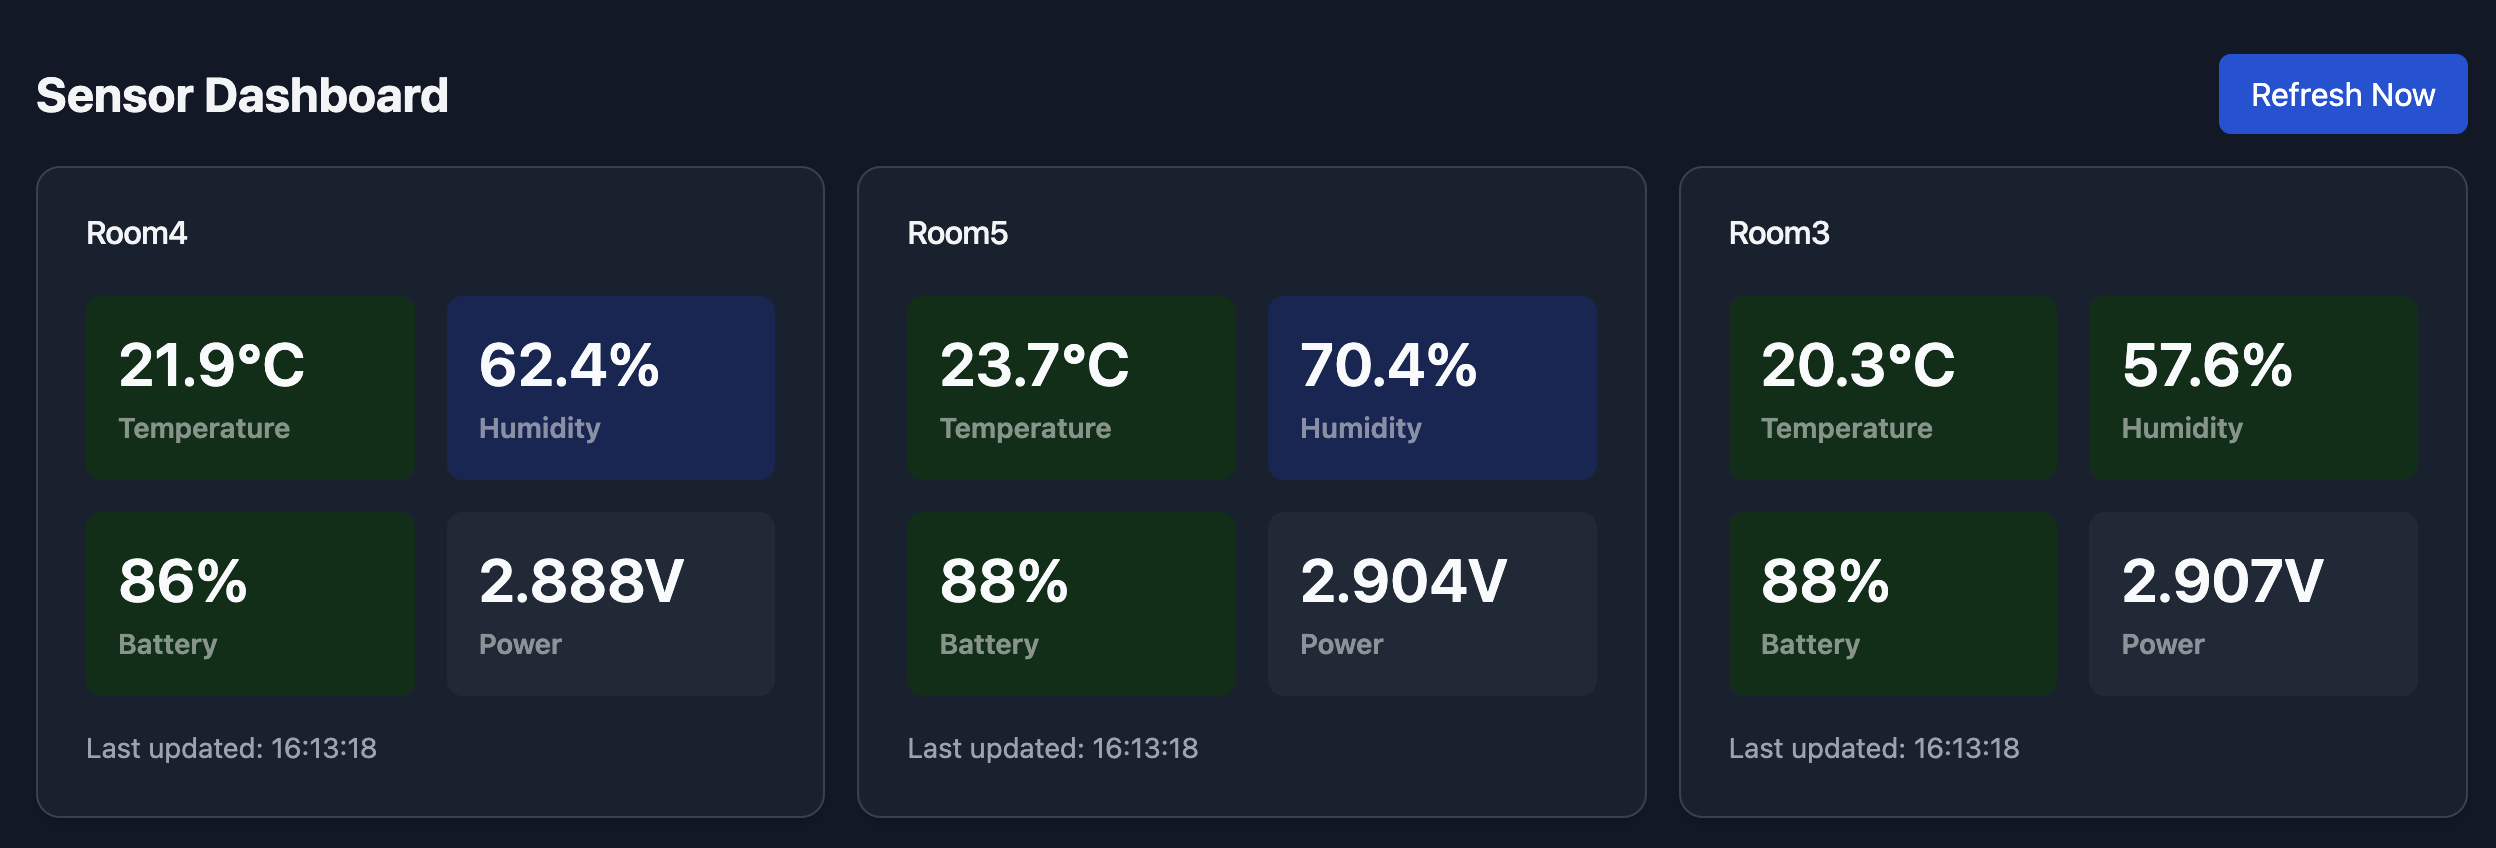 Sensor Dashboard
Refresh Now
Room4
21.9°C
Temperature
62.4%
Humidity
86%
Battery
2.888V
Power
Last updated: 16:13:18
Room5
23.7°C
Temperature
70.4%
Humidity
88%
Battery
2.904V
Power
Last updated: 16:13:18
Room3
20.3°C
Temperature
57.6%
Humidity
88%
Battery
2.907V
Power
Last updated: 16:13:18